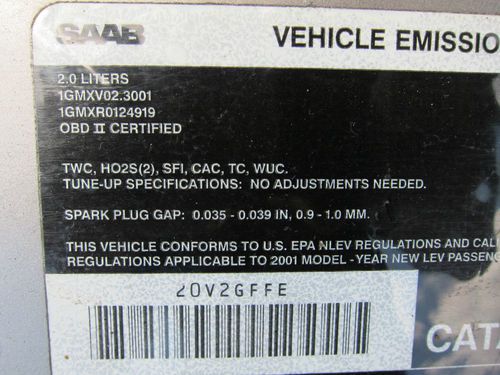 SAAB
VEHICLE EMISSIO
2.0 LITERS
1GMXV02.3001
1GMXR0124919
OBD II CERTIFIED
TWC, HO2S(2), SFI, CAC, TC, WUC.
TUNE-UP SPECIFICATIONS: NO ADJUSTMENTS NEEDED.
SPARK PLUG GAP: 0.035 - 0.039 IN, 0.9 - 1.0 MM.
THIS VEHICLE CONFORMS TO U.S. EPA NLEV REGULATIONS AND CALI
REGULATIONS APPLICABLE TO 2001 MODEL - YEAR NEW LEV PASSENG
20V2GFFE
CATA